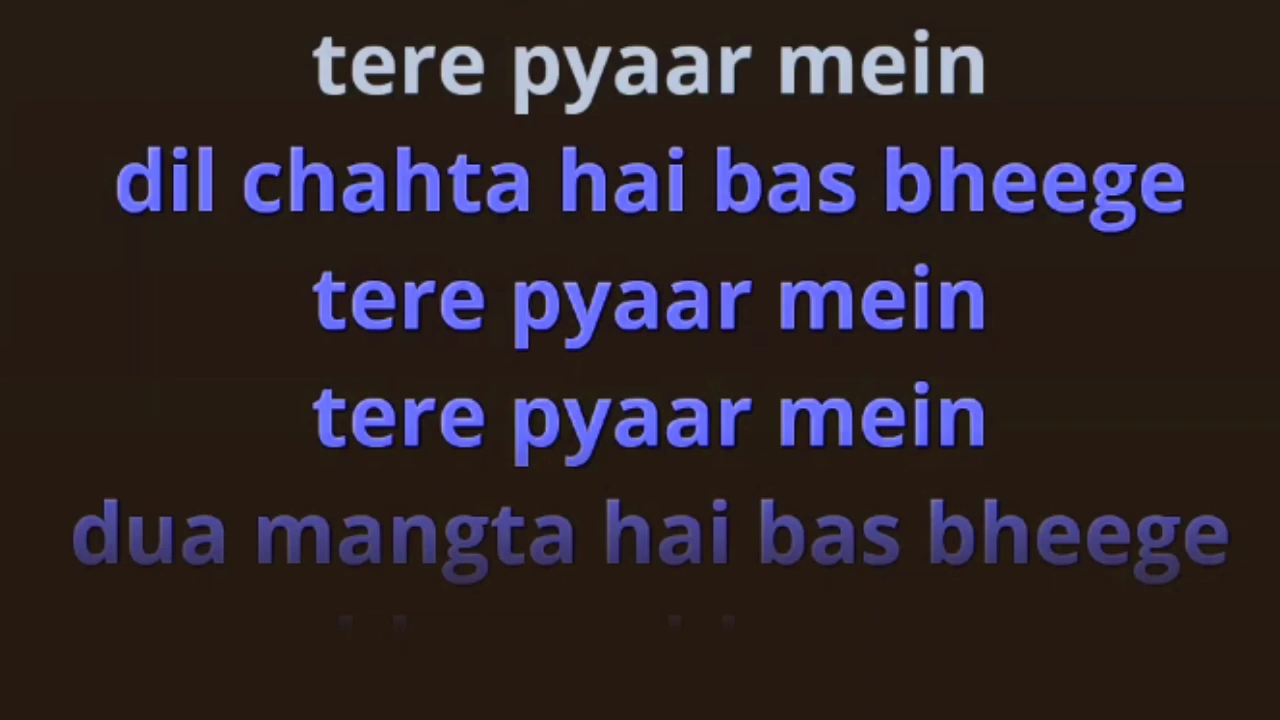 tere pyaar mein
dil chahta hai bas bheege
tere pyaar mein
tere pyaar mein
dua mangta hai bas bheege